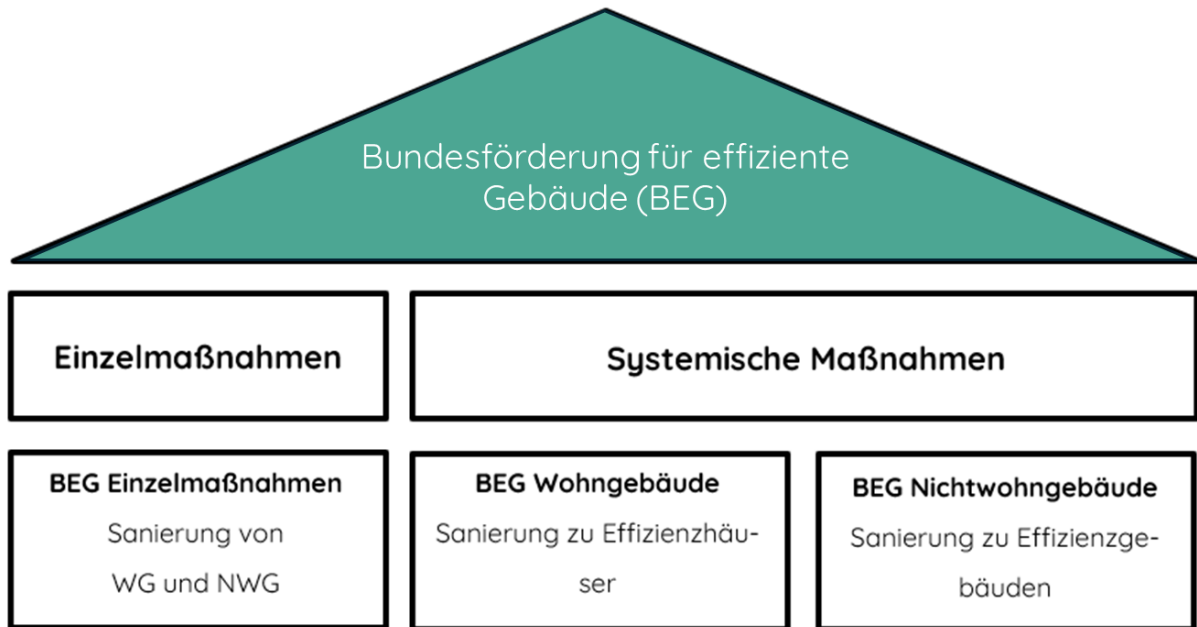 Bundesförderung für effiziente
Gebäude (BEG)
Einzelmaßnahmen
Systemische Maßnahmen
BEG Einzelmaßnahmen
Sanierung von
WG und NWG
BEG Wohngebäude
Sanierung zu Effizienzhäu-
ser
BEG Nichtwohngebäude
Sanierung zu Effizienzge-
bäuden